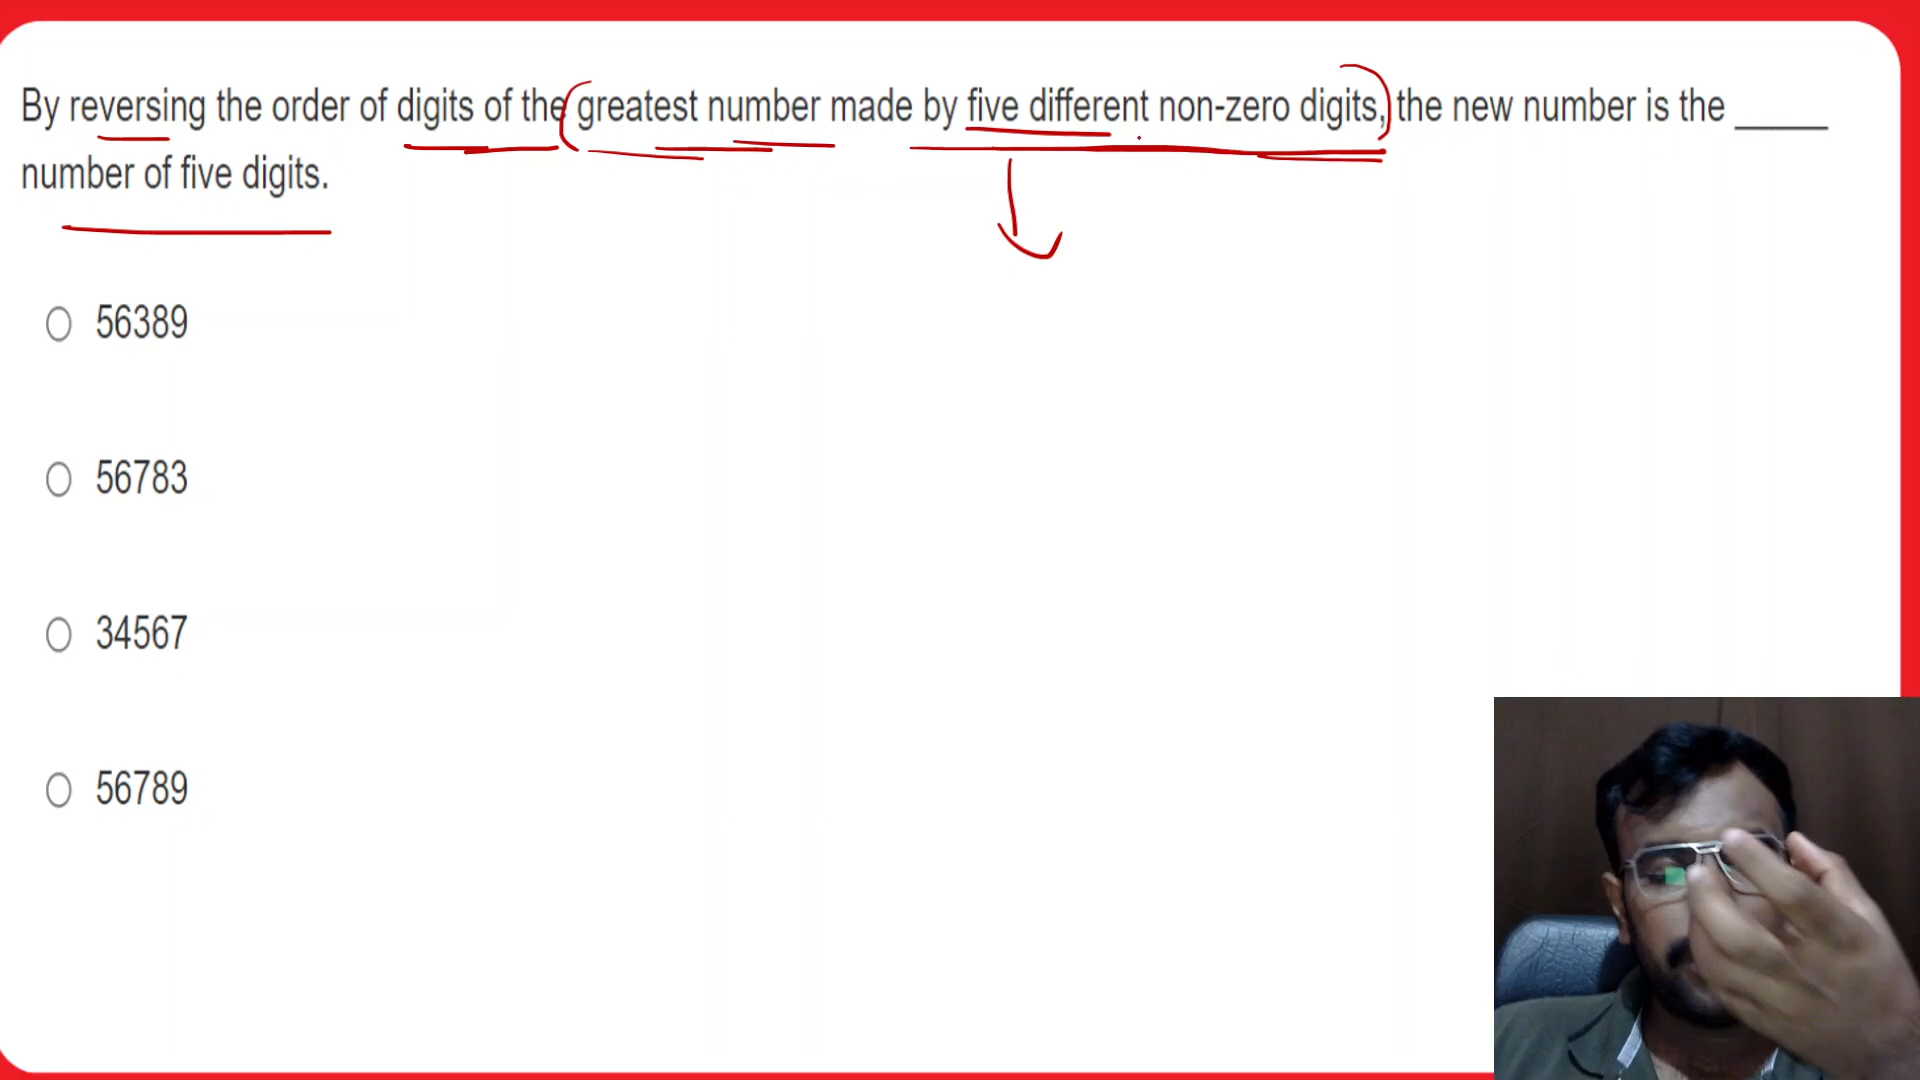 By reversing the order of digits of the greatest number made by five different non-zero digits, the new number is the _____
number of five digits.
56389
56783
34567
56789